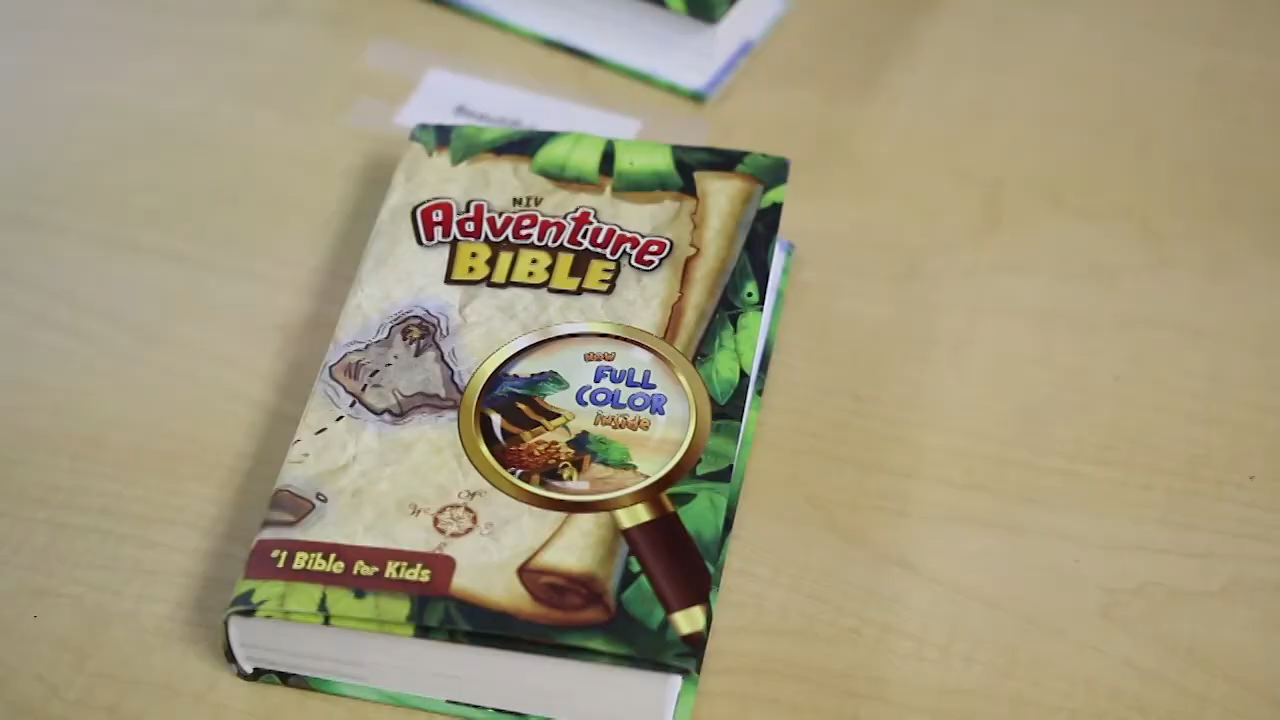 NIV
Adventure
BIBLE
NEW
FULL
COLOR
inside
#1 Bible for Kids